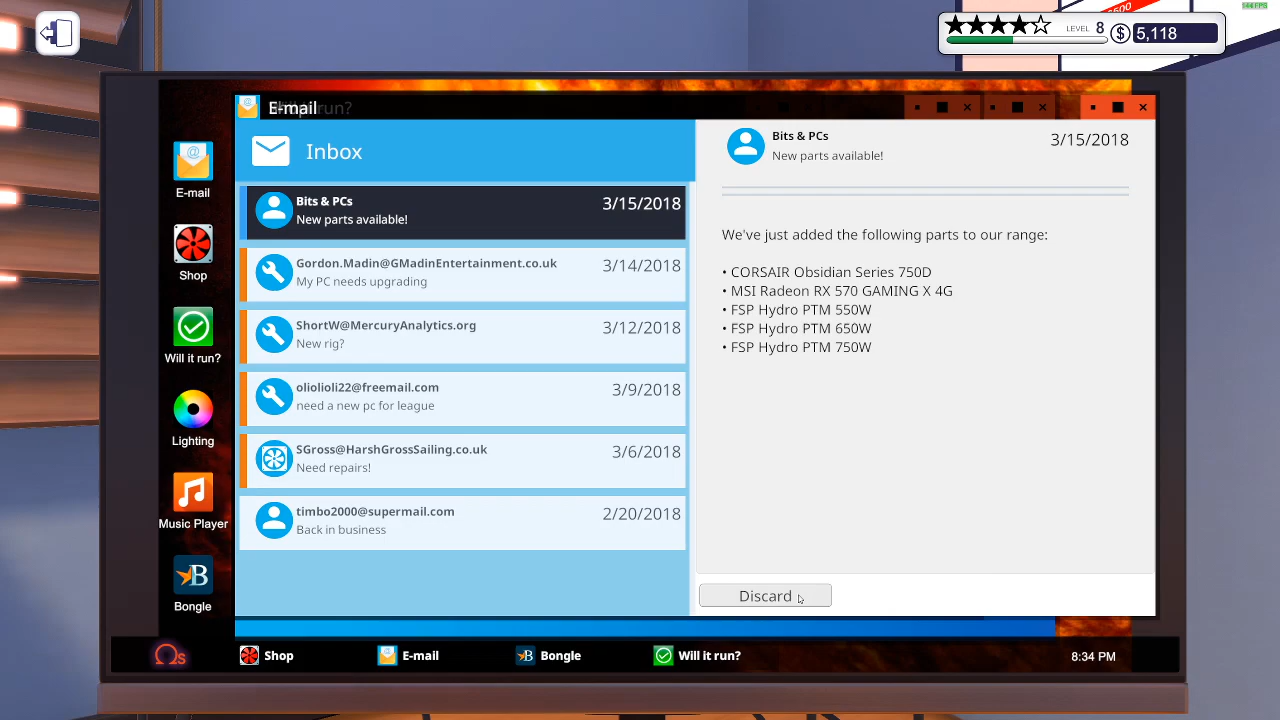 144 FPS
$600
LEVEL 8
$ 5,118
E-mail
Inbox
Bits & PCs
3/15/2018
New parts available!
Gordon.Madin@GMadinEntertainment.co.uk
3/14/2018
My PC needs upgrading
ShortW@MercuryAnalytics.org
3/12/2018
New rig?
oliolioli22@freemail.com
3/9/2018
need a new pc for league
SGross@HarshGrossSailing.co.uk
3/6/2018
Need repairs!
timbo2000@supermail.com
2/20/2018
Back in business
Bits & PCs
3/15/2018
New parts available!
We've just added the following parts to our range:
• CORSAIR Obsidian Series 750D
• MSI Radeon RX 570 GAMING X 4G
• FSP Hydro PTM 550W
• FSP Hydro PTM 650W
• FSP Hydro PTM 750W
Discard
E-mail
Shop
Will it run?
Lighting
Music Player
B
Bongle
Ωs
Shop
E-mail
B
Bongle
Will it run?
8:34 PM